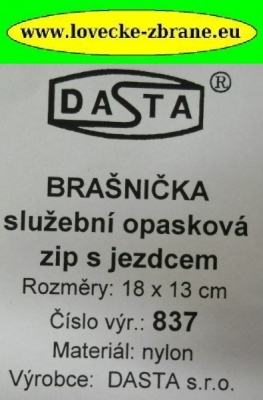 www.lovecke-zbrane.eu
DASTA®
BRAŠNIČKA
služební opasková
zip s jezdcem
Rozměry: 18 x 13 cm
Číslo výr.: 837
Materiál: nylon
Výrobce: DASTA s.r.o.